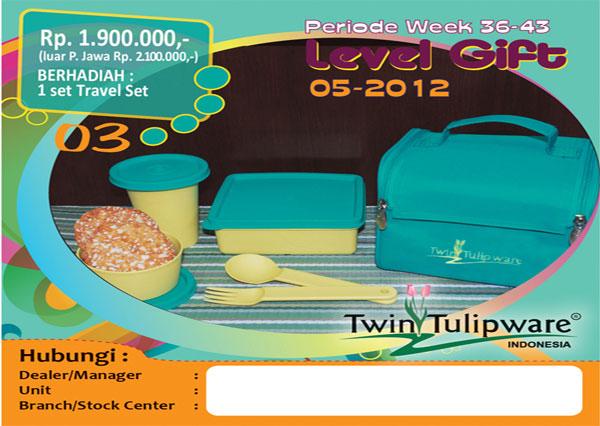 Rp. 1.900.000,-
(luar P. Jawa Rp. 2.100.000,-)
BERHADIAH :
1 set Travel Set
Periode Week 36-43
Level Gift
05-2012
03
Twin Tulipware
Twin Tulipware®
INDONESIA
Hubungi :
Dealer/Manager :
Unit :
Branch/Stock Center :